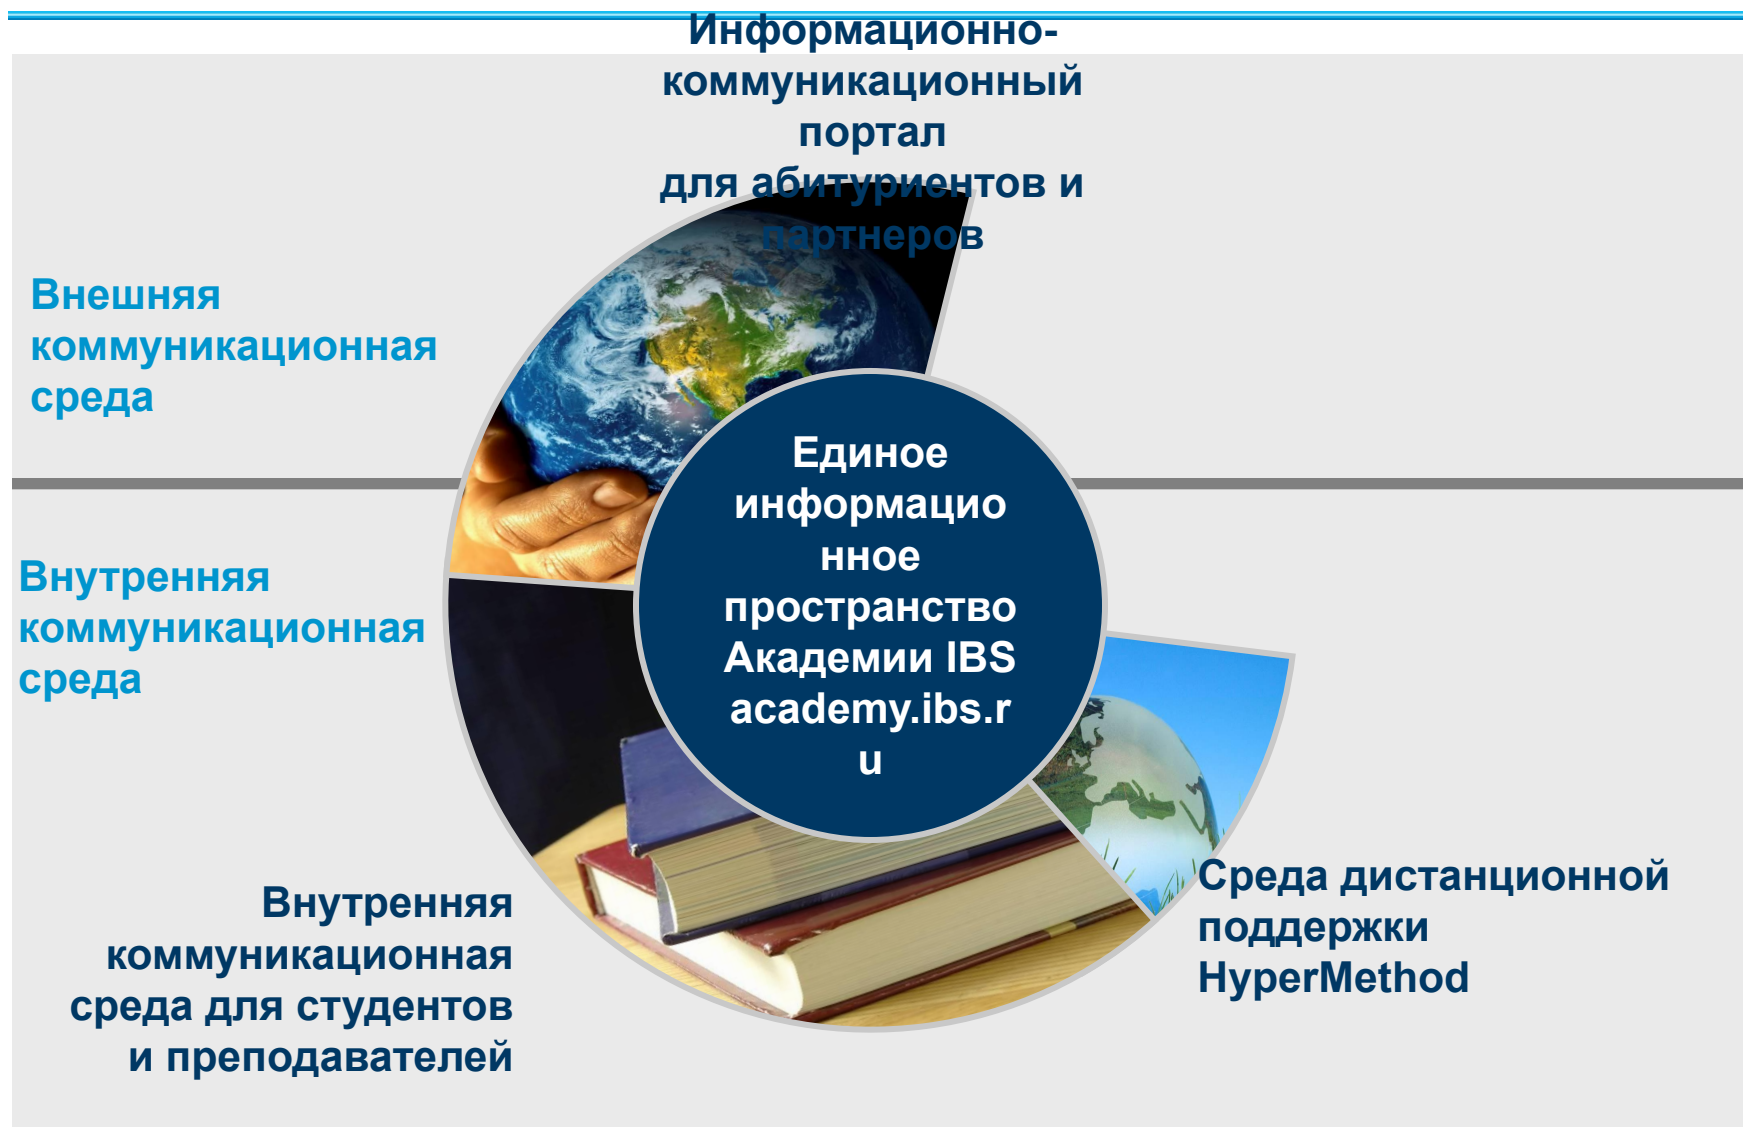 Информационно-
коммуникационный
портал
для абитуриентов и
партнеров
Внешняя
коммуникационная
среда
Единое
информацио
нное
пространство
Академии IBS
academy.ibs.r
u
Внутренняя
коммуникационная
среда
Внутренняя
коммуникационная
среда для студентов
и преподавателей
Среда дистанционной
поддержки
HyperMethod